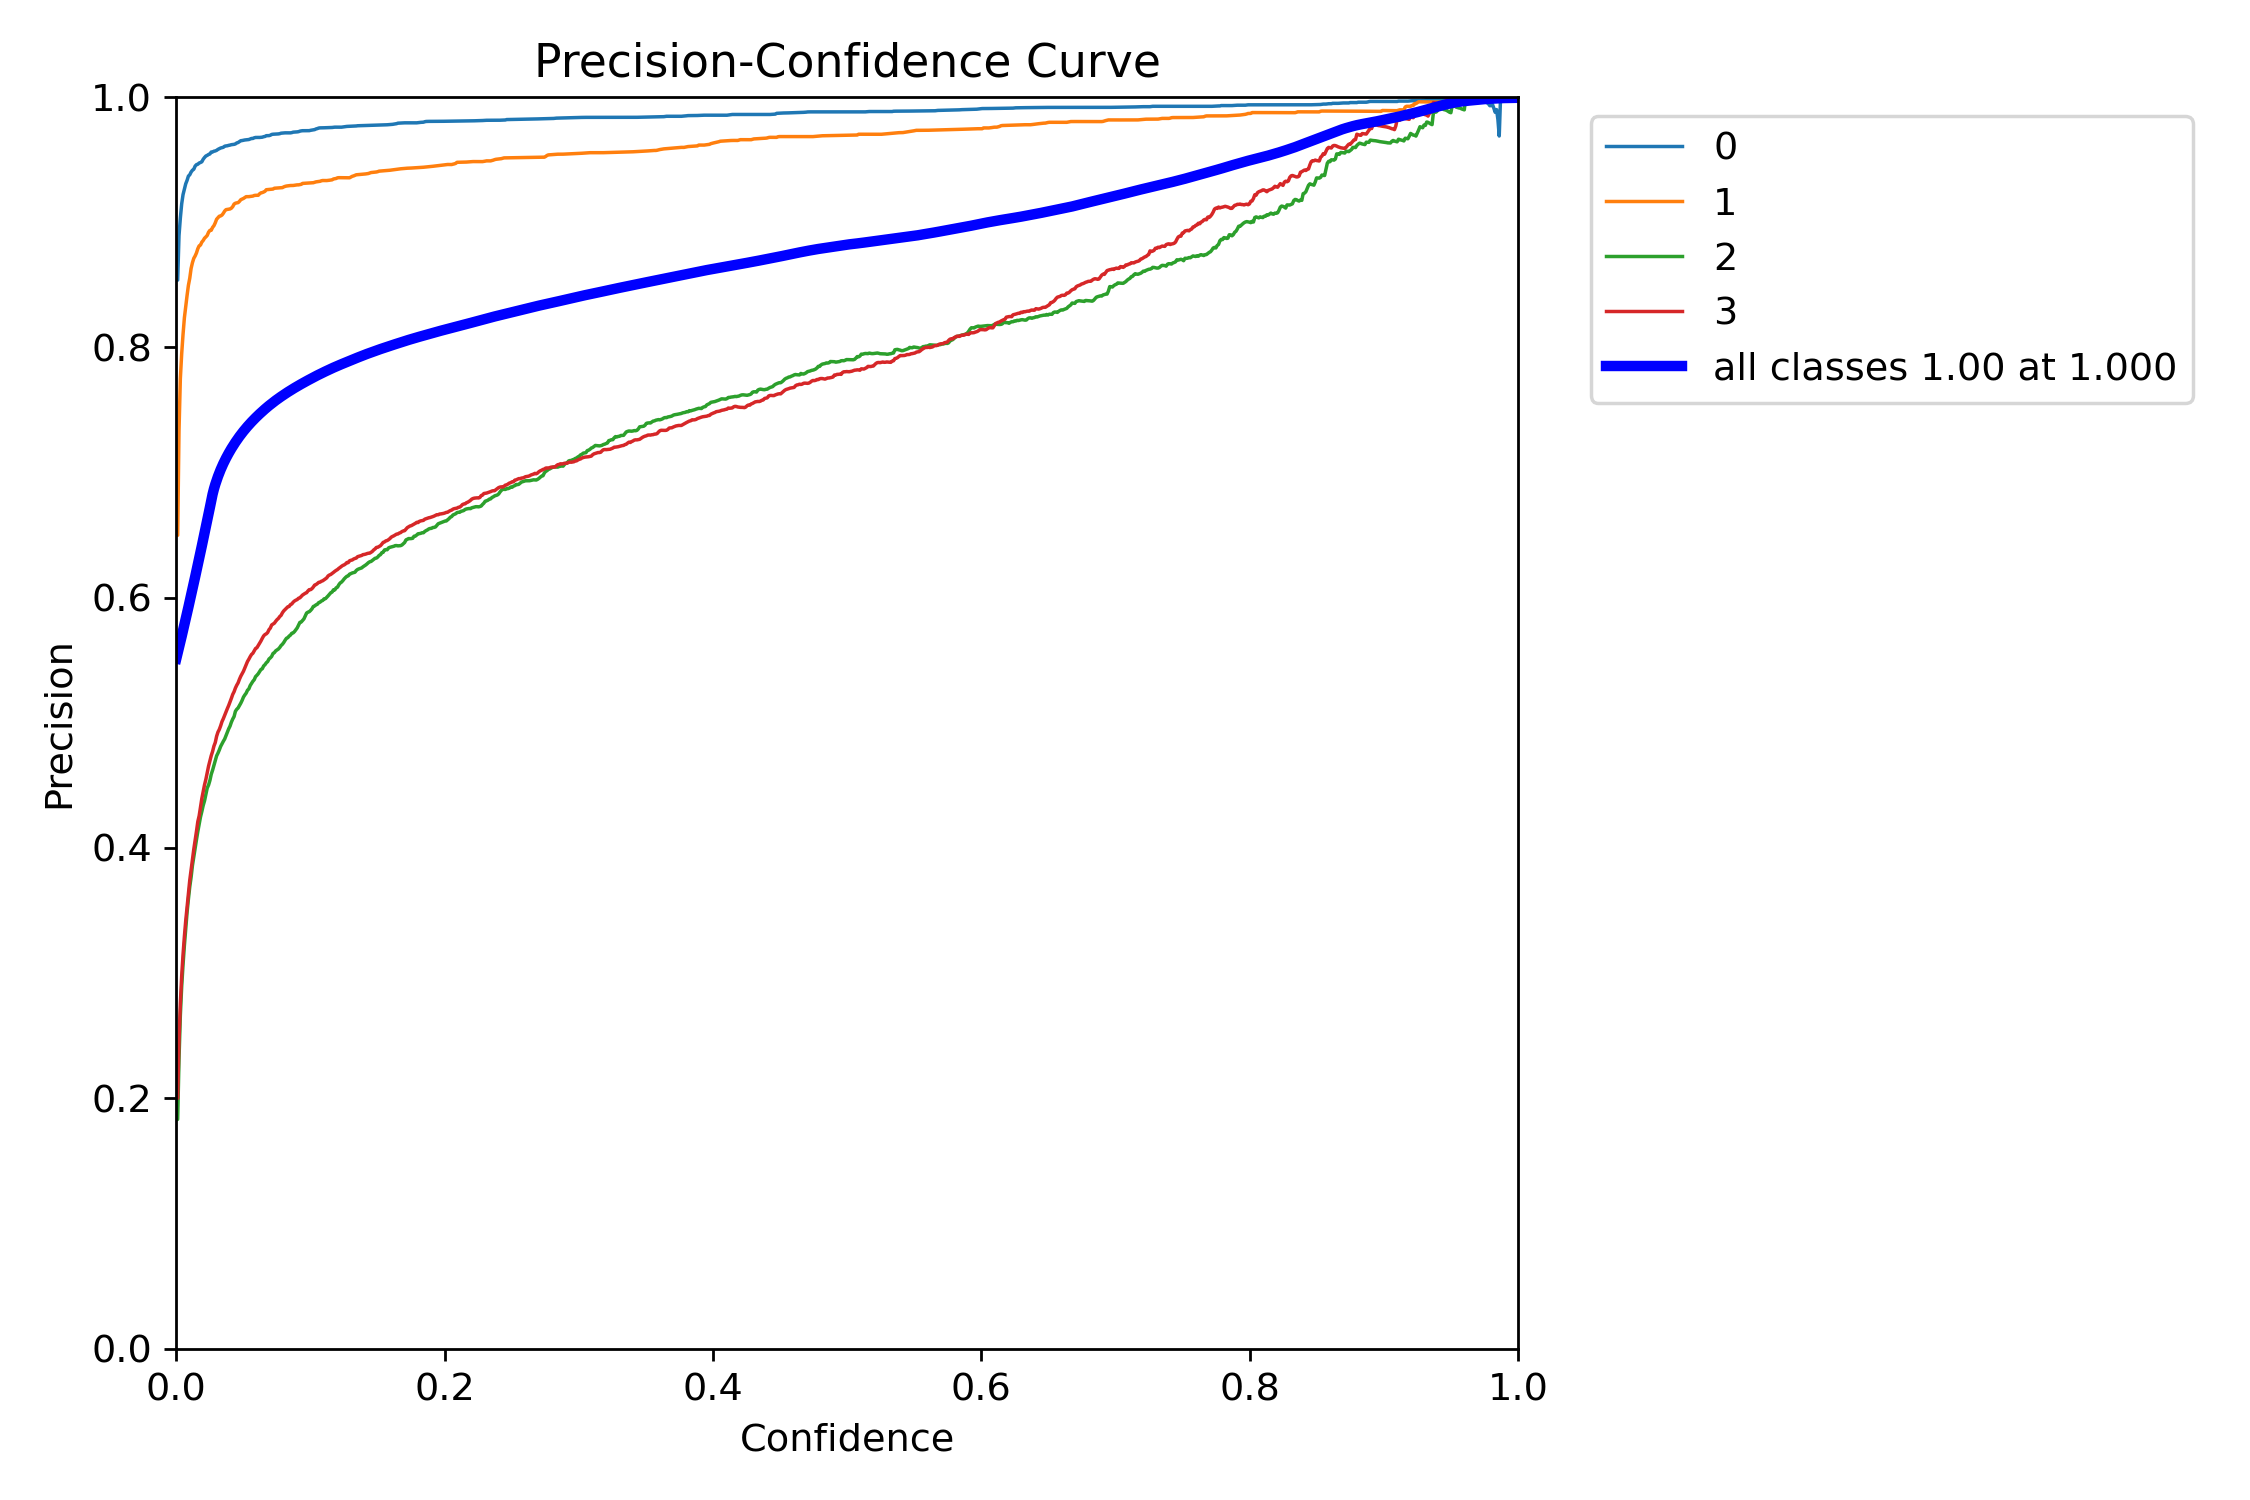 Precision-Confidence Curve
1.0
0.8
0.6
0.4
0.2
0.0
Precision
0.0 0.2 0.4 0.6 0.8 1.0
Confidence
0
1
2
3
all classes 1.00 at 1.000